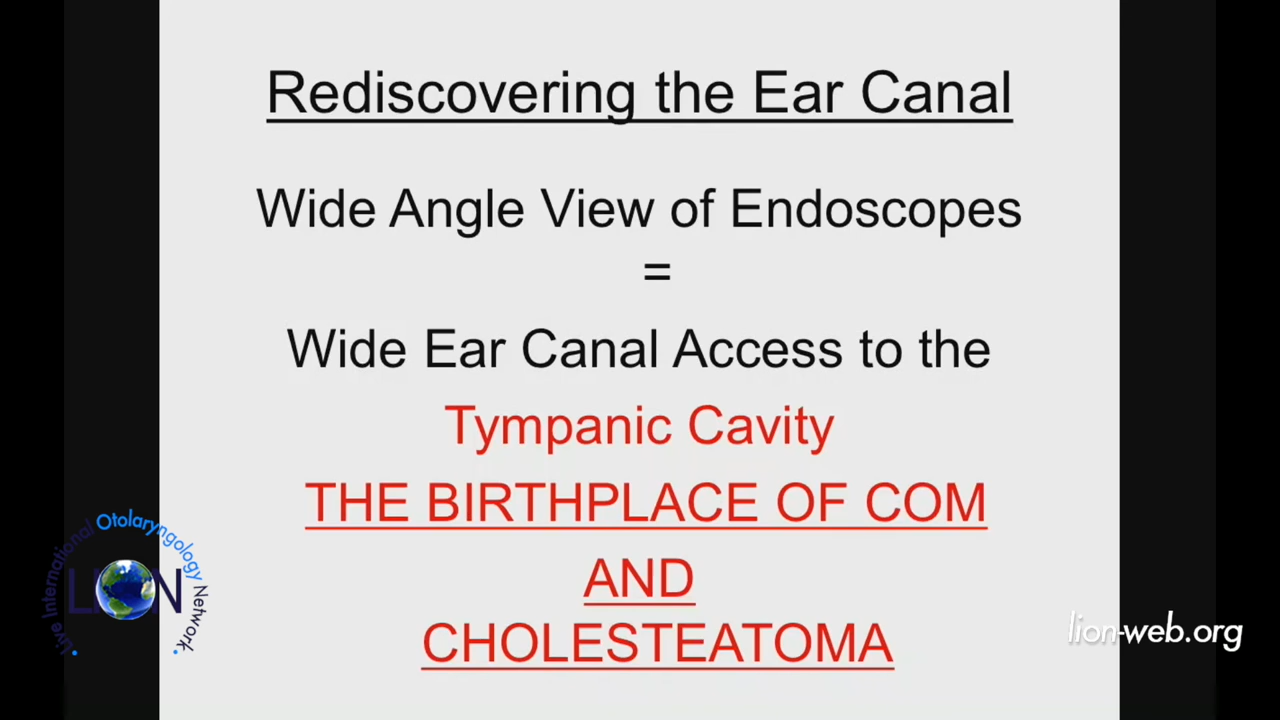 Rediscovering the Ear Canal
Wide Angle View of Endoscopes
=
Wide Ear Canal Access to the
Tympanic Cavity
THE BIRTHPLACE OF COM
AND
CHOLESTEATOMA
Live International Otolaryngology Network
LION
lion-web.org